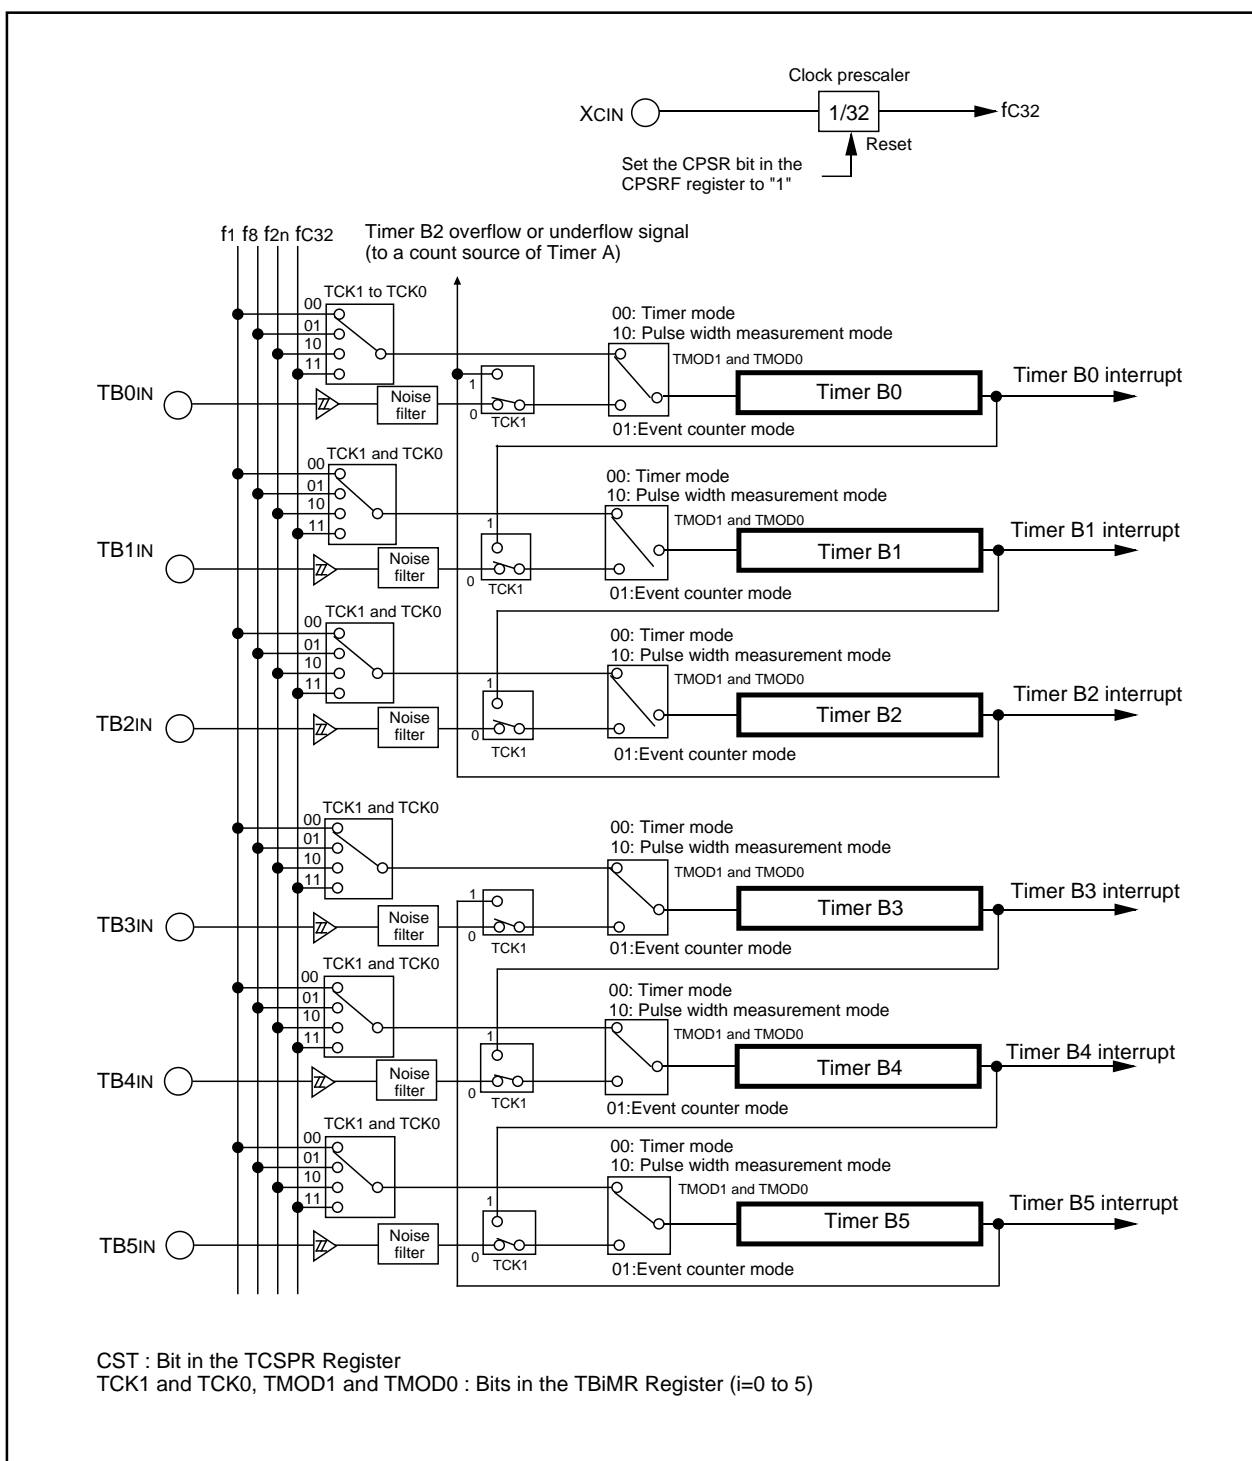 Clock prescaler
XCIN
1/32
fC32
Reset
Set the CPSR bit in the
CPSRF register to "1"
f1 f8 f2n fC32
Timer B2 overflow or underflow signal
(to a count source of Timer A)
TCK1 to TCK0
00
01
10
11
00: Timer mode
10: Pulse width measurement mode
TMOD1 and TMOD0
TB0IN
Noise
filter
1
0
TCK1
Timer B0
Timer B0 interrupt
01:Event counter mode
TCK1 and TCK0
00
01
10
11
00: Timer mode
10: Pulse width measurement mode
TMOD1 and TMOD0
TB1IN
Noise
filter
1
0
TCK1
Timer B1
Timer B1 interrupt
01:Event counter mode
TCK1 and TCK0
00
01
10
11
00: Timer mode
10: Pulse width measurement mode
TMOD1 and TMOD0
TB2IN
Noise
filter
1
0
TCK1
Timer B2
Timer B2 interrupt
01:Event counter mode
TCK1 and TCK0
00
01
10
11
00: Timer mode
10: Pulse width measurement mode
TMOD1 and TMOD0
TB3IN
Noise
filter
1
0
TCK1
Timer B3
Timer B3 interrupt
01:Event counter mode
TCK1 and TCK0
00
01
10
11
00: Timer mode
10: Pulse width measurement mode
TMOD1 and TMOD0
TB4IN
Noise
filter
1
0
TCK1
Timer B4
Timer B4 interrupt
01:Event counter mode
TCK1 and TCK0
00
01
10
11
00: Timer mode
10: Pulse width measurement mode
TMOD1 and TMOD0
TB5IN
Noise
filter
1
0
TCK1
Timer B5
Timer B5 interrupt
01:Event counter mode
CST : Bit in the TCSPR Register
TCK1 and TCK0, TMOD1 and TMOD0 : Bits in the TBiMR Register (i=0 to 5)